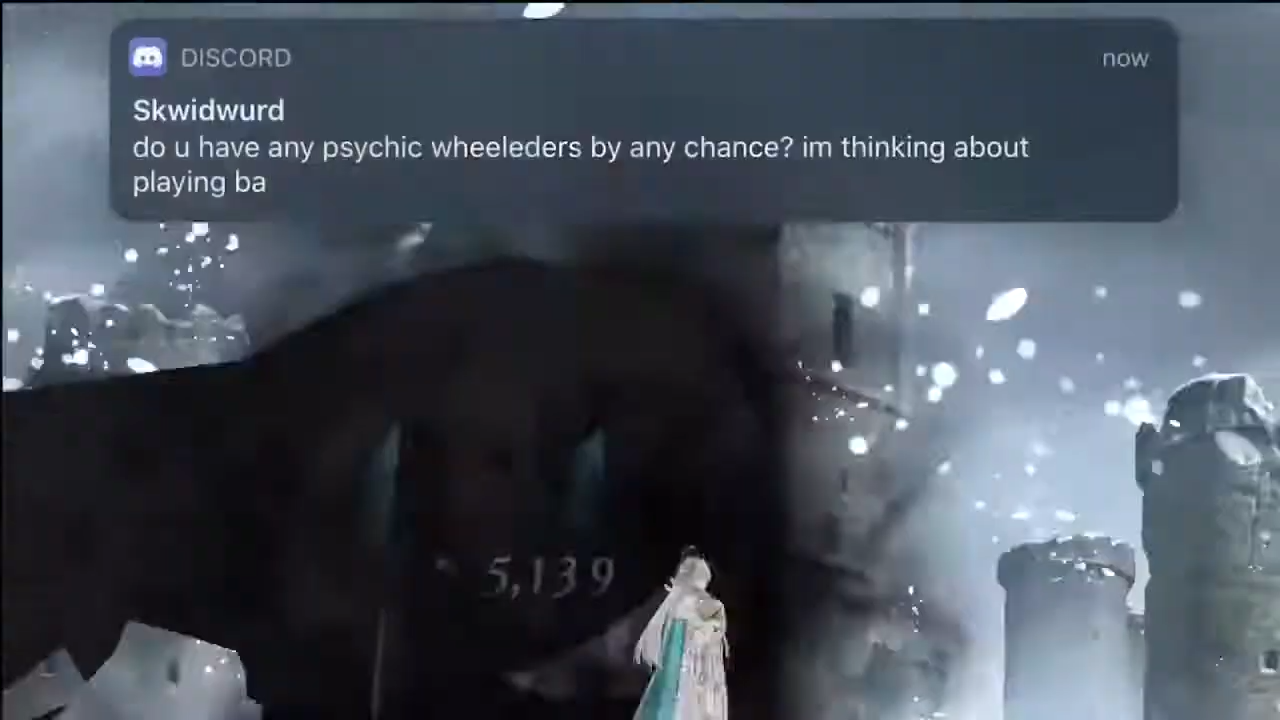 DISCORD now
Skwidwurd
do u have any psychic wheeleders by any chance? im thinking about
playing ba
5,139